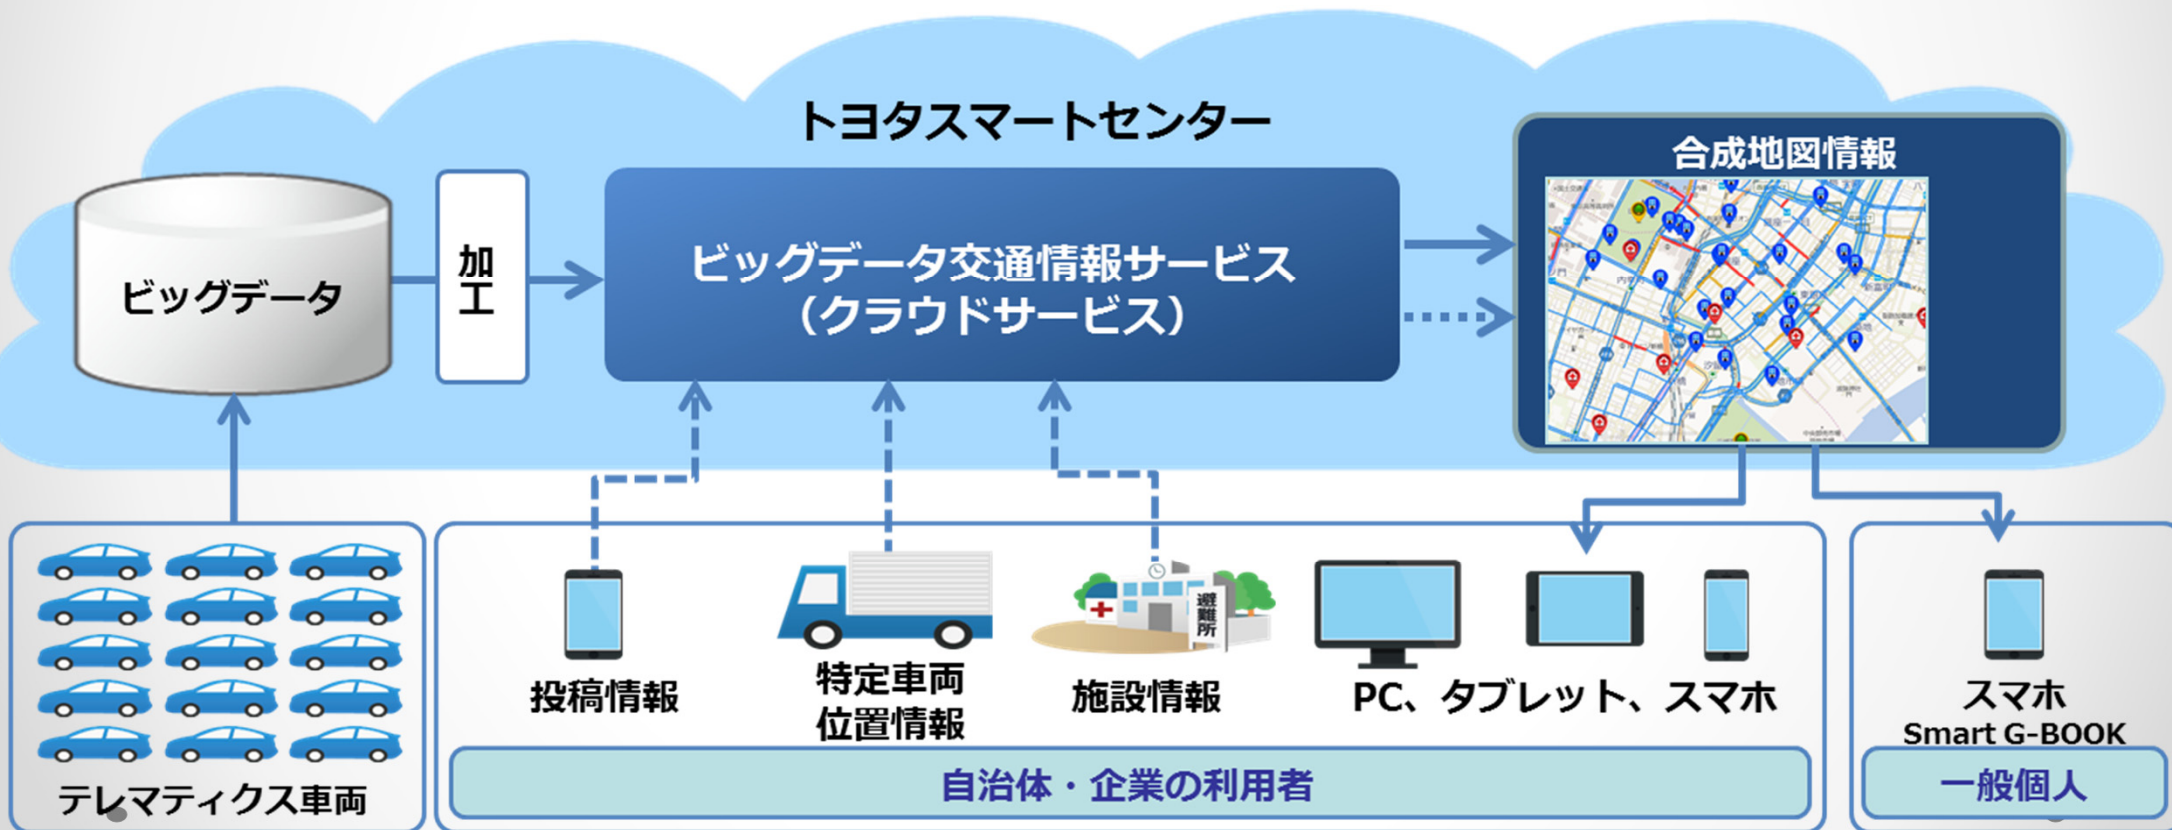 トヨタスマートセンター
合成地図情報
ビッグデータ
加工
ビッグデータ交通情報サービス
（クラウドサービス）
避難所
投稿情報
特定車両
位置情報
施設情報
PC、タブレット、スマホ
スマホ
Smart G-BOOK
テレマティクス車両
自治体・企業の利用者
一般個人